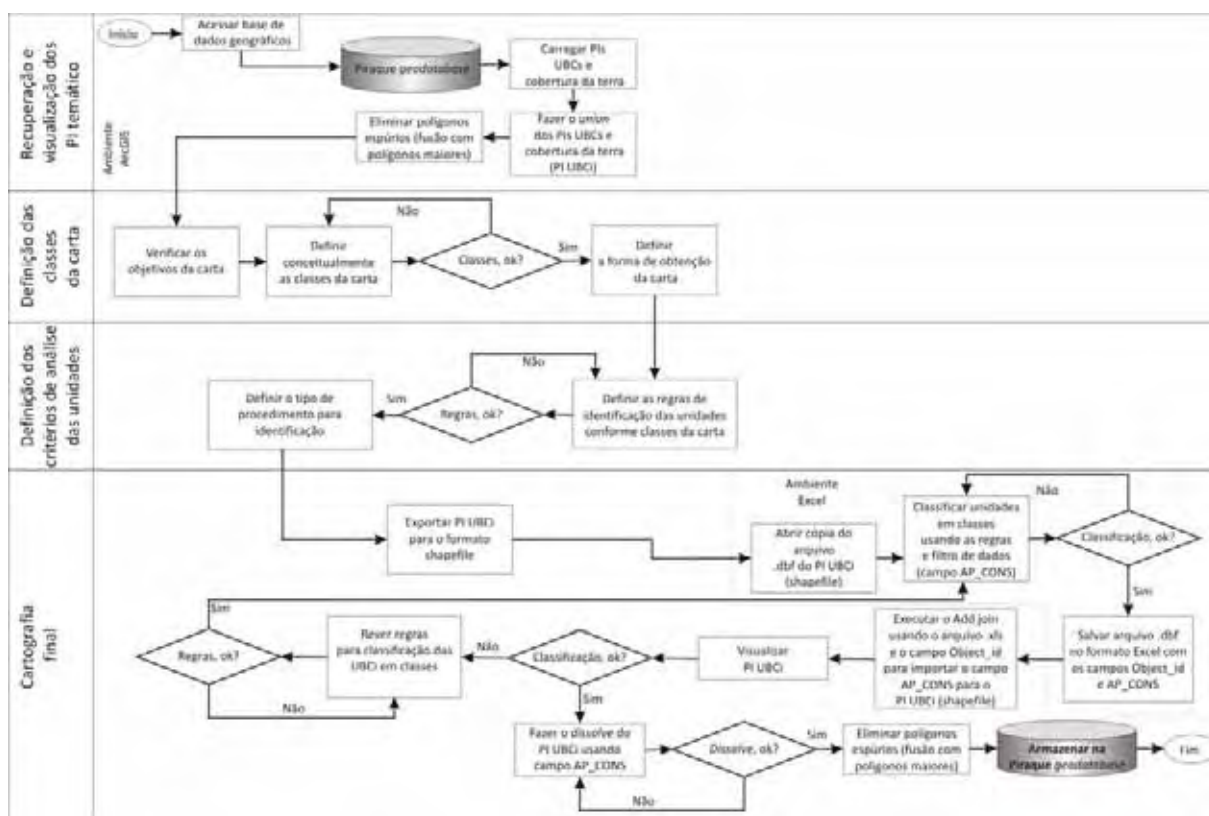 Recuperação e
visualização dos
PI temático
Ambiente
ArcGIS
Início
Acessar base de
dados geográficos
Piraque geodatabase
Carregar PIs
UBCs e
cobertura da terra
Fazer o union
dos PIs UBCs e
cobertura da terra
(PI UBCi)
Eliminar polígonos
espúrios (fusão com
polígonos maiores)
Definição das
classes
da carta
Verificar os
objetivos da carta
Definir
conceitualmente
as classes da carta
Não
Classes, ok?
Sim
Definir
a forma de obtenção
da carta
Definição dos
critérios de análise
das unidades
Definir as regras de
identificação das unidades
conforme classes da carta
Não
Regras, ok?
Sim
Definir o tipo de
procedimento para
identificação
Cartografia
final
Exportar PI UBCi
para o formato
shapefile
Ambiente
Excel
Abrir cópia do
arquivo
.dbf do PI UBCi
(shapefile)
Classificar unidades
em classes
usando as regras
e filtro de dados
(campo AP_CONS)
Não
Classificação, ok?
Sim
Salvar arquivo .dbf
no formato Excel com
os campos Object_id
e AP_CONS
Executar o Add join
usando o arquivo .xls
e o campo Object_id
para importar o campo
AP_CONS para o
PI UBCi (shapefile)
Visualizar
PI UBCi
Classificação, ok?
Não
Rever regras
para classificação das
UBCi em classes
Regras, ok?
Sim
Não
Sim
Fazer o dissolve do
PI UBCi usando
campo AP_CONS
Dissolve, ok?
Não
Sim
Eliminar polígonos
espúrios (fusão com
polígonos maiores)
Armazenar na
Piraque geodatabase
Fim